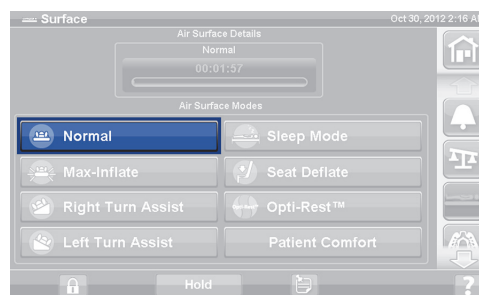 Surface Oct 30, 2012 2:16 A
Air Surface Details
Normal
00:01:57
Air Surface Modes
Normal Sleep Mode
Max-Inflate Seat Deflate
Right Turn Assist Opti-Rest™
Left Turn Assist Patient Comfort
Hold ?